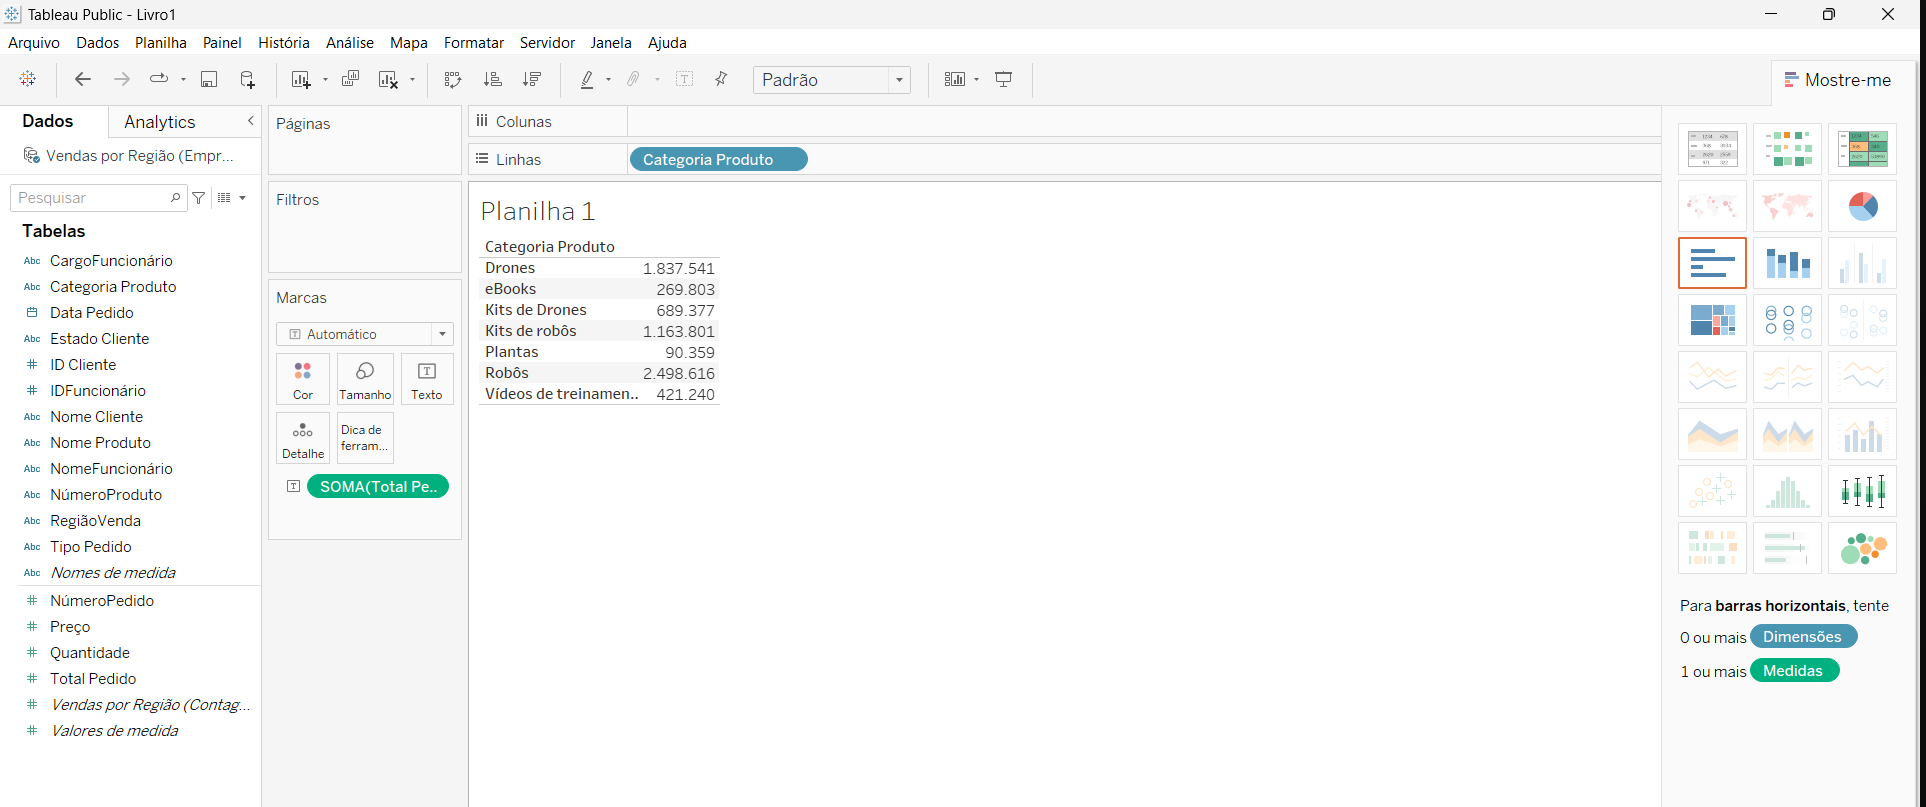 Tableau Public - Livro1
Arquivo Dados Planilha Painel História Análise Mapa Formatar Servidor Janela Ajuda
Padrão
Mostre-me
Dados Analytics
Vendas por Região (Empr...
Pesquisar
Tabelas
Abc CargoFuncionário
Abc Categoria Produto
Data Pedido
Abc Estado Cliente
# ID Cliente
# IDFuncionário
Abc Nome Cliente
Abc Nome Produto
Abc NomeFuncionário
Abc NúmeroProduto
Abc RegiãoVenda
Abc Tipo Pedido
Abc Nomes de medida
# NúmeroPedido
# Preço
# Quantidade
# Total Pedido
# Vendas por Região (Contag...
# Valores de medida
Páginas
Filtros
Marcas
T Automático
Cor Tamanho T Texto
Detalhe Dica de ferram...
T SOMA(Total Pe..
Colunas
Linhas Categoria Produto
Planilha 1
Categoria Produto
Drones 1.837.541
eBooks 269.803
Kits de Drones 689.377
Kits de robôs 1.163.801
Plantas 90.359
Robôs 2.498.616
Vídeos de treinamen.. 421.240
Para barras horizontais, tente
0 ou mais Dimensões
1 ou mais Medidas